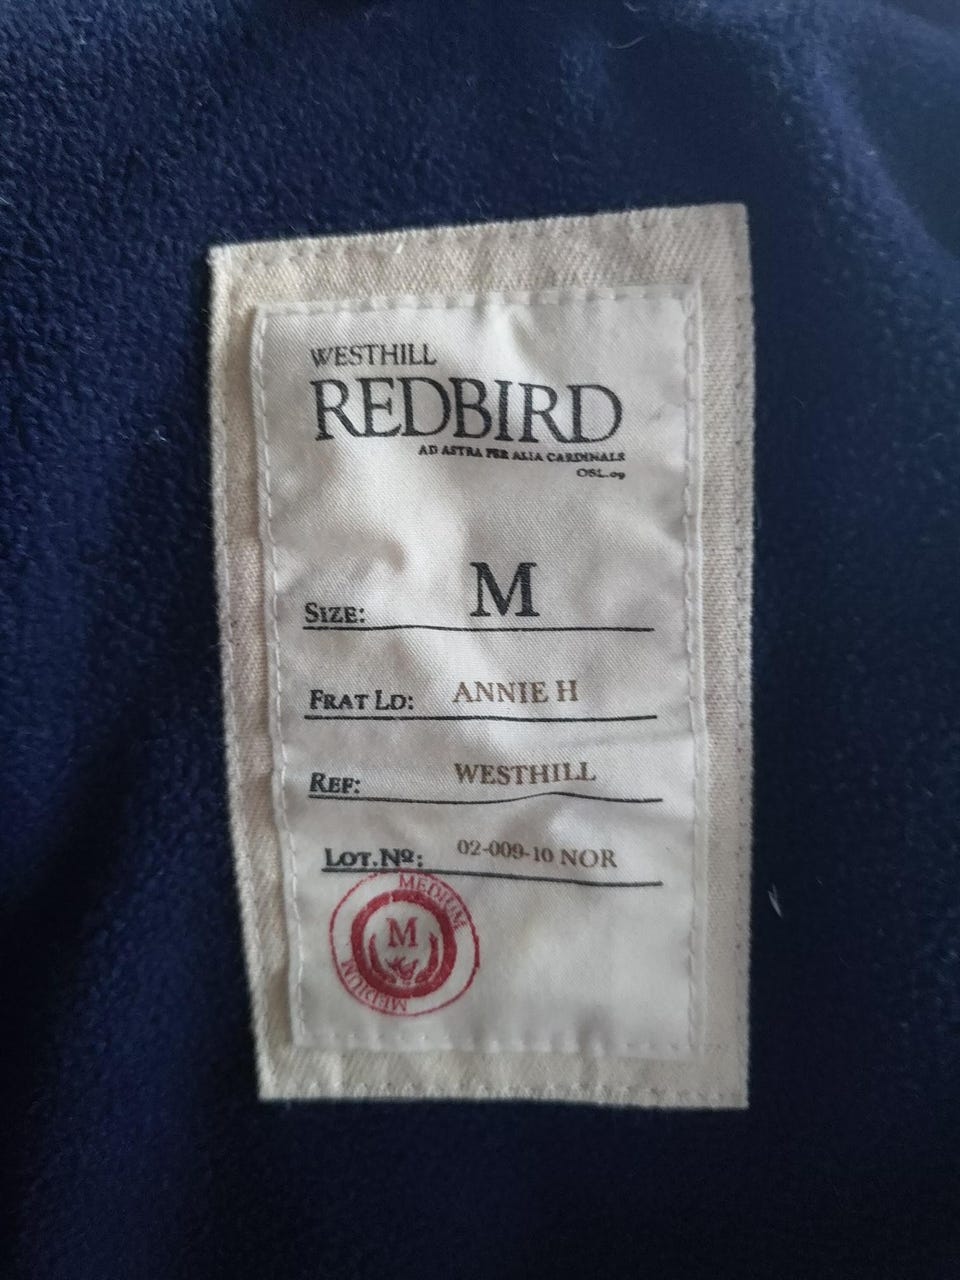 WESTHILL
REDBIRD
AD ASTRA PER ALIA CARDINALS
OSL.09
SIZE: M
FRAT LD: ANNIE H
REF: WESTHILL
LOT.Nº: 02-009-10 NOR
MEDIUM
M
MEDIUM